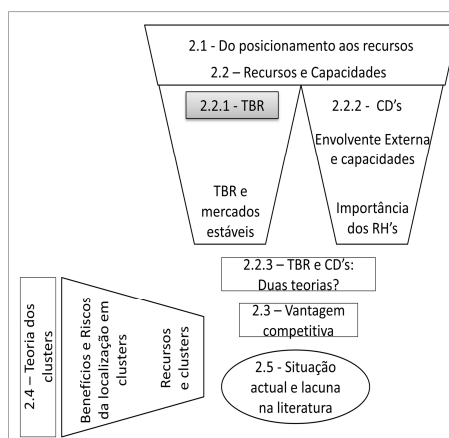 2.1 - Do posicionamento aos recursos
2.2 – Recursos e Capacidades
2.2.1 - TBR
TBR e
mercados
estáveis
2.2.2 - CD's
Envolvente Externa
e capacidades
Importância
dos RH's
2.2.3 – TBR e CD's:
Duas teorias?
2.3 – Vantagem
competitiva
2.4 – Teoria dos
clusters
Benefícios e Riscos
da localização em
clusters
Recursos
e clusters
2.5 - Situação
actual e lacuna
na literatura